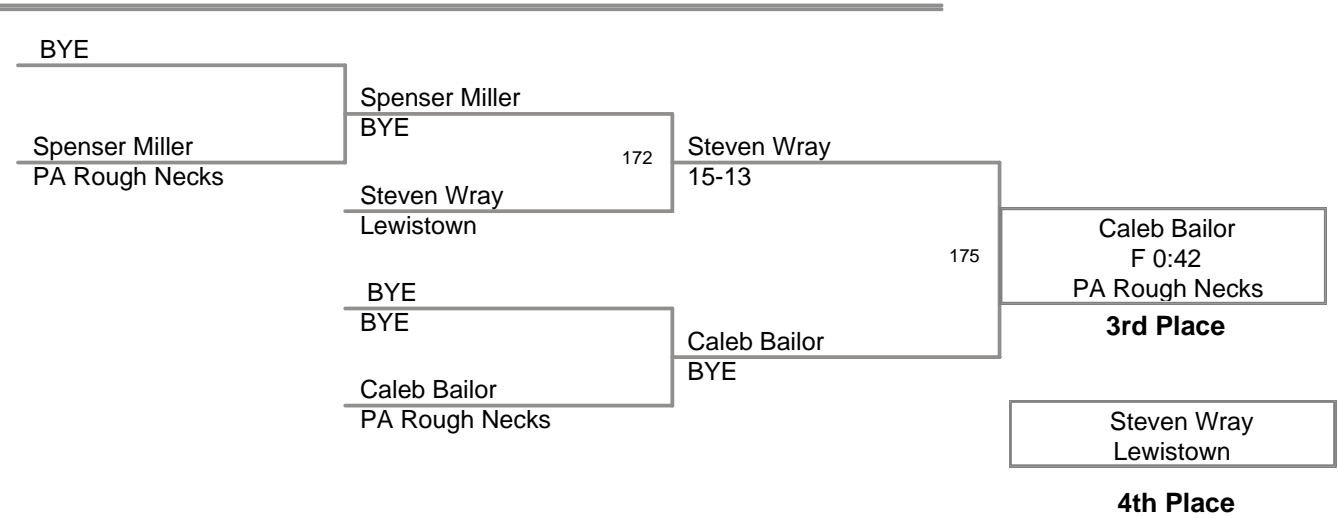 BYE
Spenser Miller
PA Rough Necks
Spenser Miller
BYE
172
Steven Wray
Lewistown
BYE
BYE
Caleb Bailor
PA Rough Necks
Steven Wray
15-13
175
Caleb Bailor
BYE
Caleb Bailor
F 0:42
PA Rough Necks
3rd Place
Steven Wray
Lewistown
4th Place